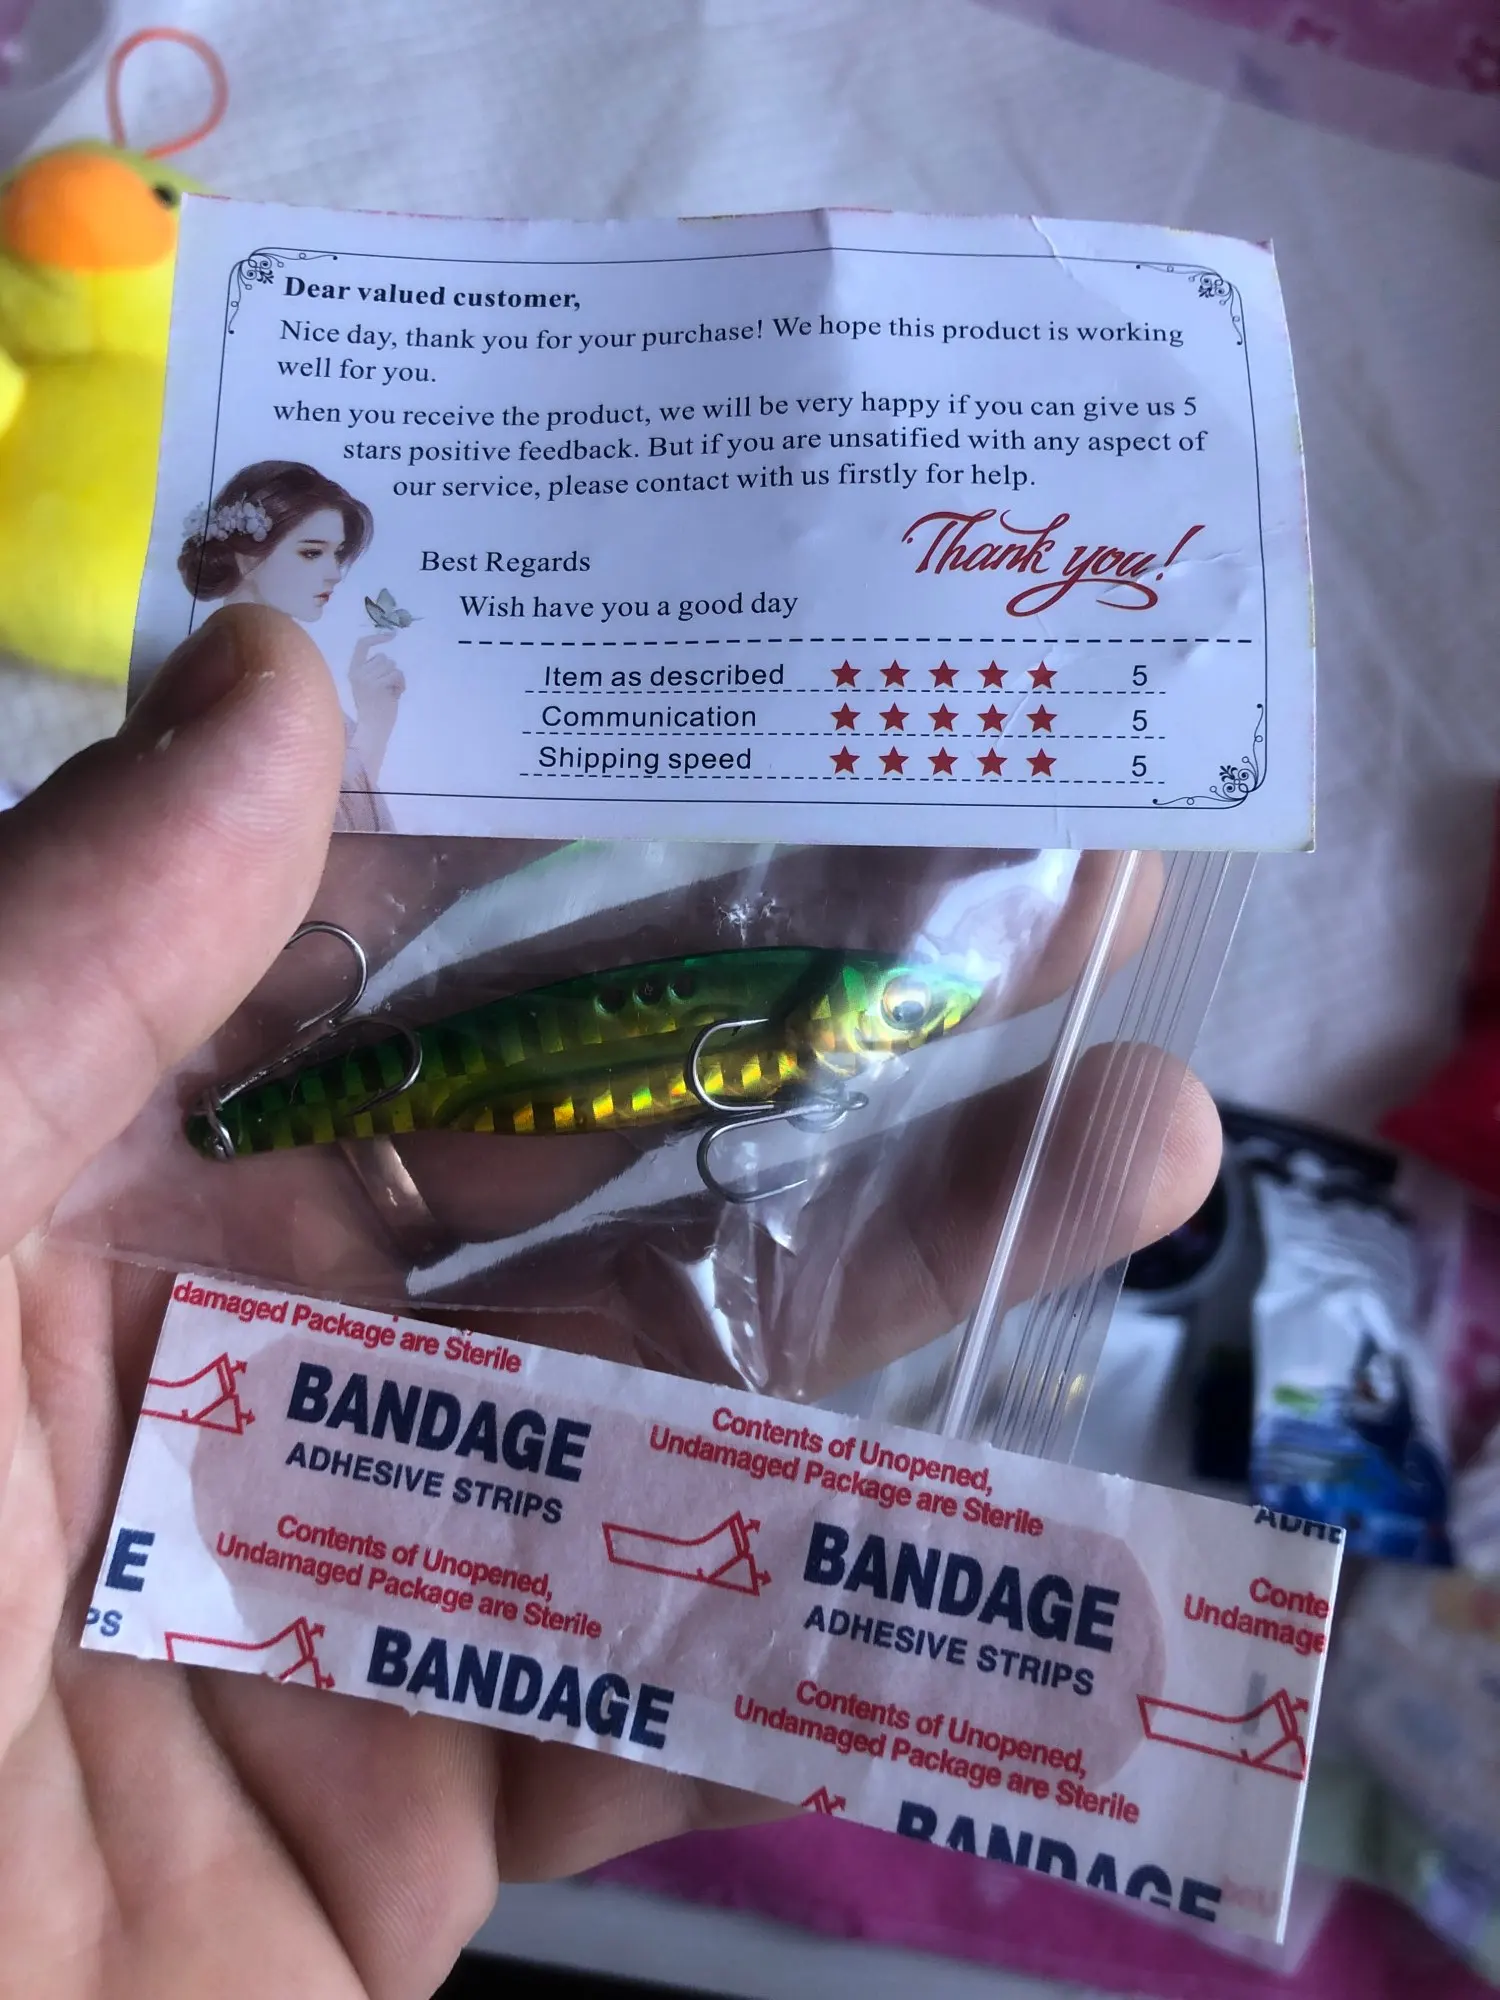 Dear valued customer,
Nice day, thank you for your purchase! We hope this product is working
well for you.
when you receive the product, we will be very happy if you can give us 5
stars positive feedback. But if you are unsatified with any aspect of
our service, please contact with us firstly for help.
Thank you!
Best Regards
Wish have you a good day
Item as described ★ ★ ★ ★ ★ 5
Communication ★ ★ ★ ★ ★ 5
Shipping speed ★ ★ ★ ★ ★ 5
damaged Package are Sterile
BANDAGE
ADHESIVE STRIPS
Contents of Unopened,
Undamaged Package are Sterile
ADHE
E
PS
Contents of Unopened,
Undamaged Package are Sterile
BANDAGE
ADHESIVE STRIPS
Conte
Undamage
BANDAGE
Contents of Unopened,
Undamaged Package are Sterile
BANDAGE